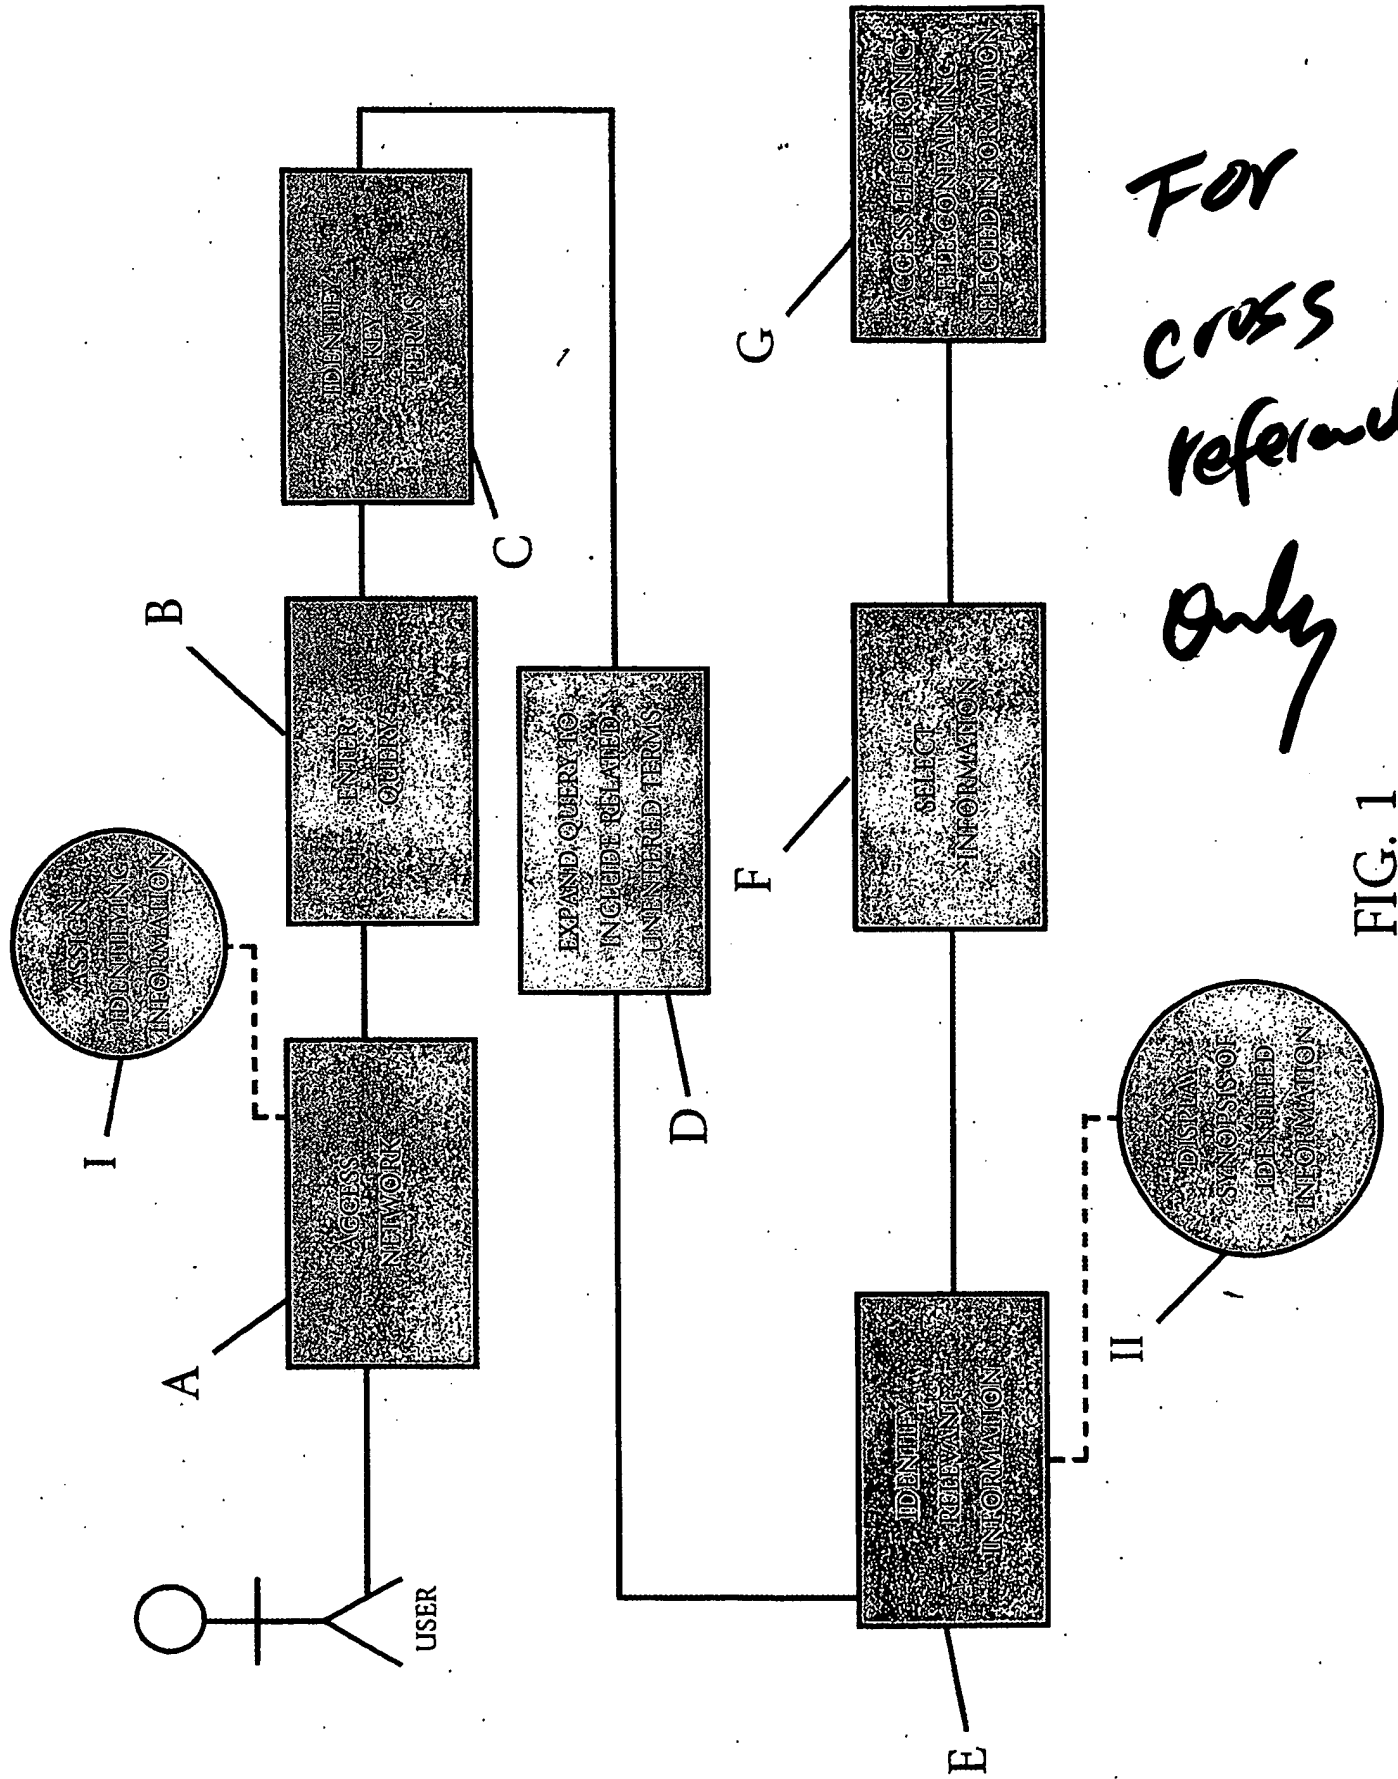 I
ASSIGN
IDENTIFYING
INFORMATION
USER
A
ACCESS
NETWORK
B
ENTER
QUERY
C
IDENTIFY
KEY
TERMS
D
EXPAND QUERY TO
INCLUDE RELATED
UNENTERED TERMS
E
IDENTIFY
RELEVANT
INFORMATION
F
SELECT
INFORMATION
G
ACCESS ELECTRONIC
FILE CONTAINING
SELECTED INFORMATION
II
DISPLAY
SYNOPSIS OF
IDENTIFIED
INFORMATION
FIG. 1
For
cross
only